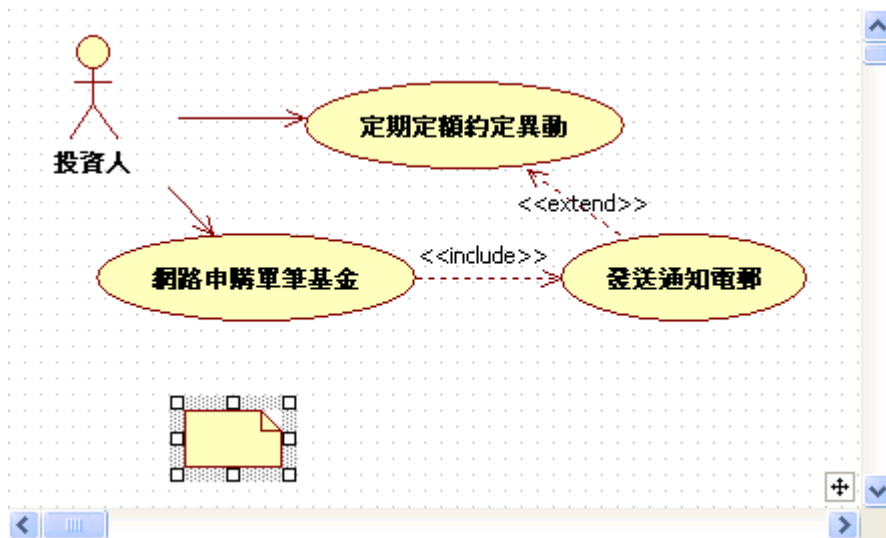 定期定額約定異動
投資人
<<extend>>
<<include>>
網路申購單筆基金
發送通知電郵